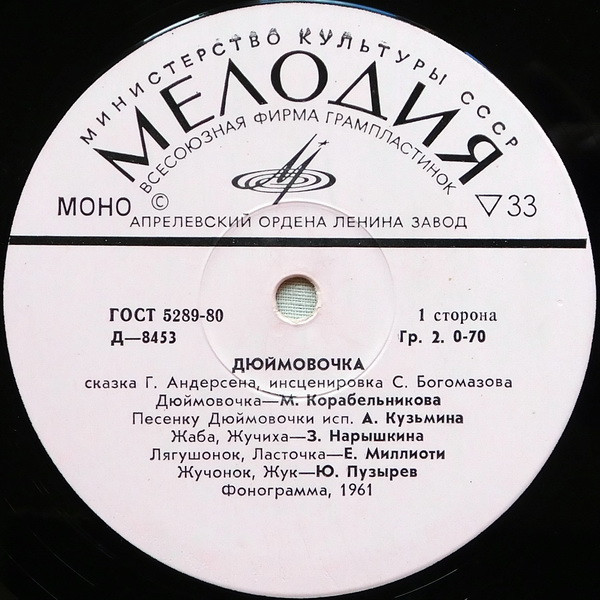 МИНИСТЕРСТВО КУЛЬТУРЫ СССР
МЕЛОДИЯ
ВСЕСОЮЗНАЯ ФИРМА ГРАМПЛАСТИНОК
МОНО © ▽ 33
АПРЕЛЕВСКИЙ ОРДЕНА ЛЕНИНА ЗАВОД
ГОСТ 5289-80 1 сторона
Д—8453 Гр. 2. 0-70
ДЮЙМОВОЧКА
сказка Г. Андерсена, инсценировка С. Богомазова
Дюймовочка—М. Корабельникова
Песенку Дюймовочки исп. А. Кузьмина
Жаба, Жучиха—З. Нарышкина
Лягушонок, Ласточка—Е. Миллиоти
Жучонок, Жук—Ю. Пузырев
Фонограмма, 1961